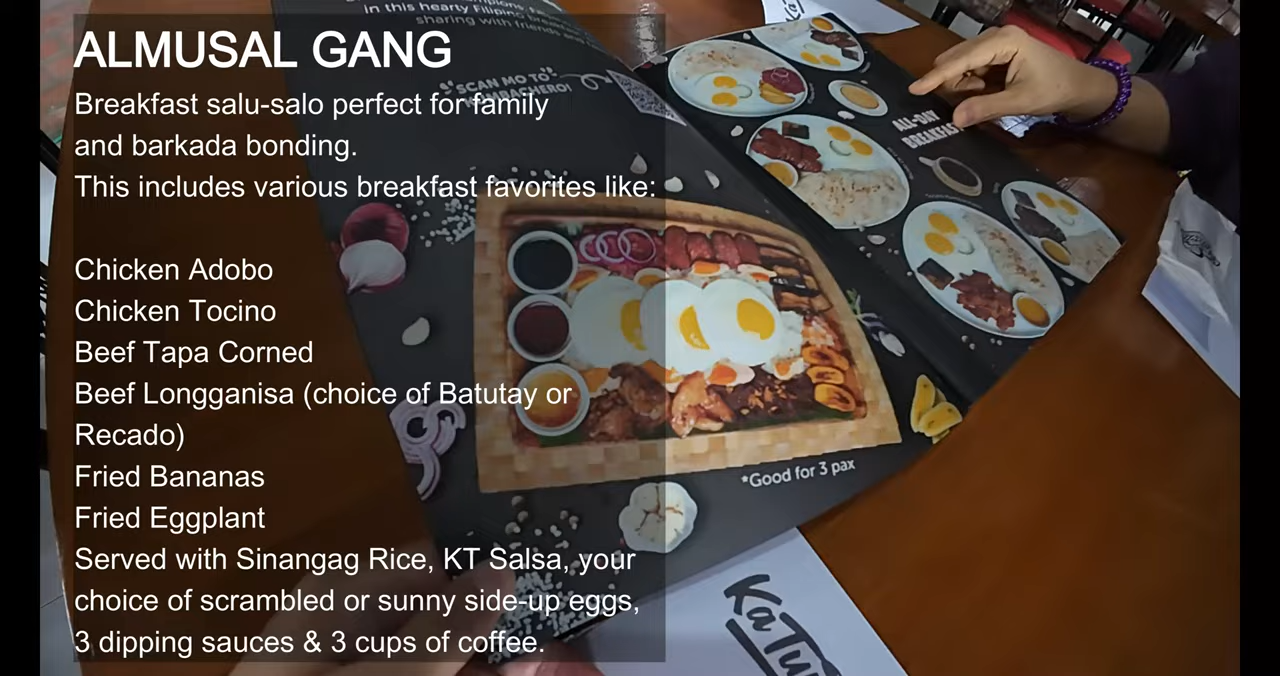 in this hearty Filipino
sharing with friends and
ALMUSAL GANG
SCAN MO TO
KOMBACHERO!
Breakfast salu-salo perfect for family
and barkada bonding.
This includes various breakfast favorites like:
Chicken Adobo
Chicken Tocino
Beef Tapa Corned
Beef Longganisa (choice of Batutay or
Recado)
Fried Bananas
Fried Eggplant
Served with Sinangag Rice, KT Salsa, your
choice of scrambled or sunny side-up eggs,
3 dipping sauces & 3 cups of coffee.
ALL-DAY
BREAKFAST
*Good for 3 pax
KaTu